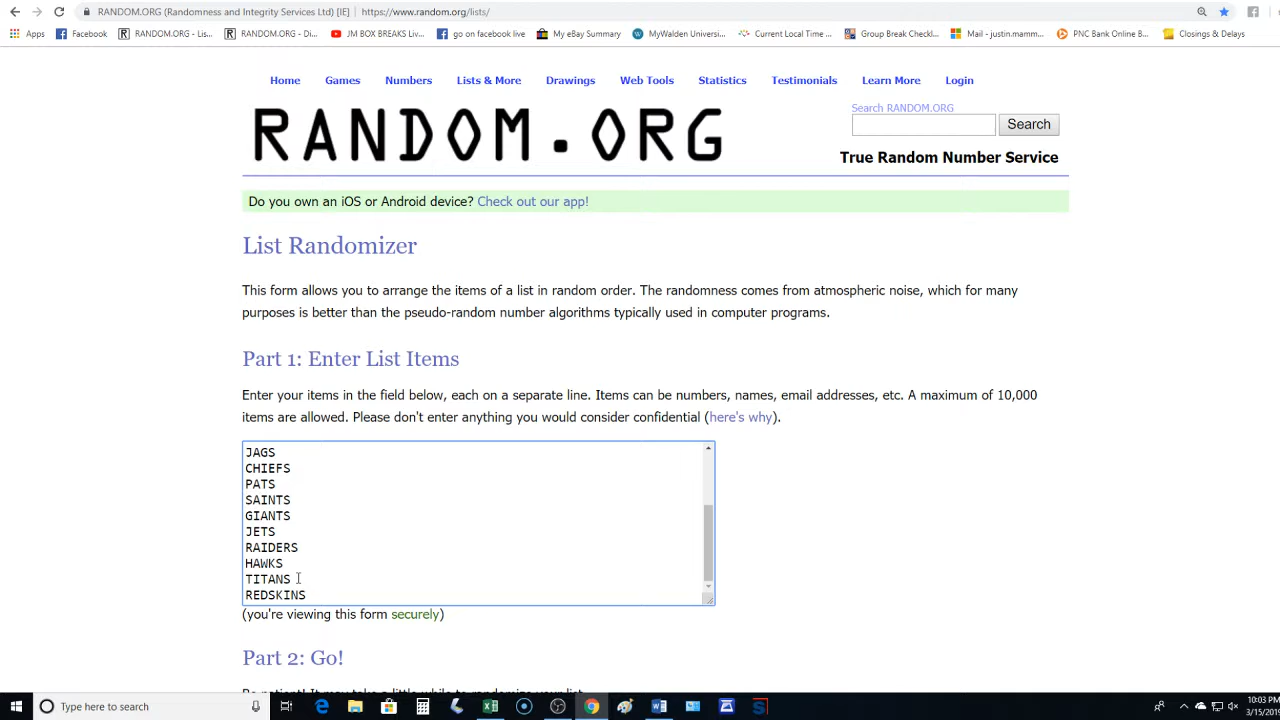 RANDOM.ORG (Randomness and Integrity Services Ltd) [IE] | https://www.random.org/lists/
Apps Facebook RANDOM.ORG - Lis... RANDOM.ORG - Di... JM BOX BREAKS Liv... go on facebook live My eBay Summary MyWalden Universi... Current Local Time ... Group Break Checkl... Mail - justin.mamm... PNC Bank Online B... Closings & Delays
Home Games Numbers Lists & More Drawings Web Tools Statistics Testimonials Learn More Login
RANDOM.ORG
Search RANDOM.ORG
Search
True Random Number Service
Do you own an iOS or Android device? Check out our app!
List Randomizer
This form allows you to arrange the items of a list in random order. The randomness comes from atmospheric noise, which for many
purposes is better than the pseudo-random number algorithms typically used in computer programs.
Part 1: Enter List Items
Enter your items in the field below, each on a separate line. Items can be numbers, names, email addresses, etc. A maximum of 10,000
items are allowed. Please don't enter anything you would consider confidential (here's why).
JAGS
CHIEFS
PATS
SAINTS
GIANTS
JETS
RAIDERS
HAWKS
TITANS
REDSKINS
(you're viewing this form securely)
Part 2: Go!
Be patient! It may take a little while to randomize your list.
Type here to search
10:03 PM
3/15/201